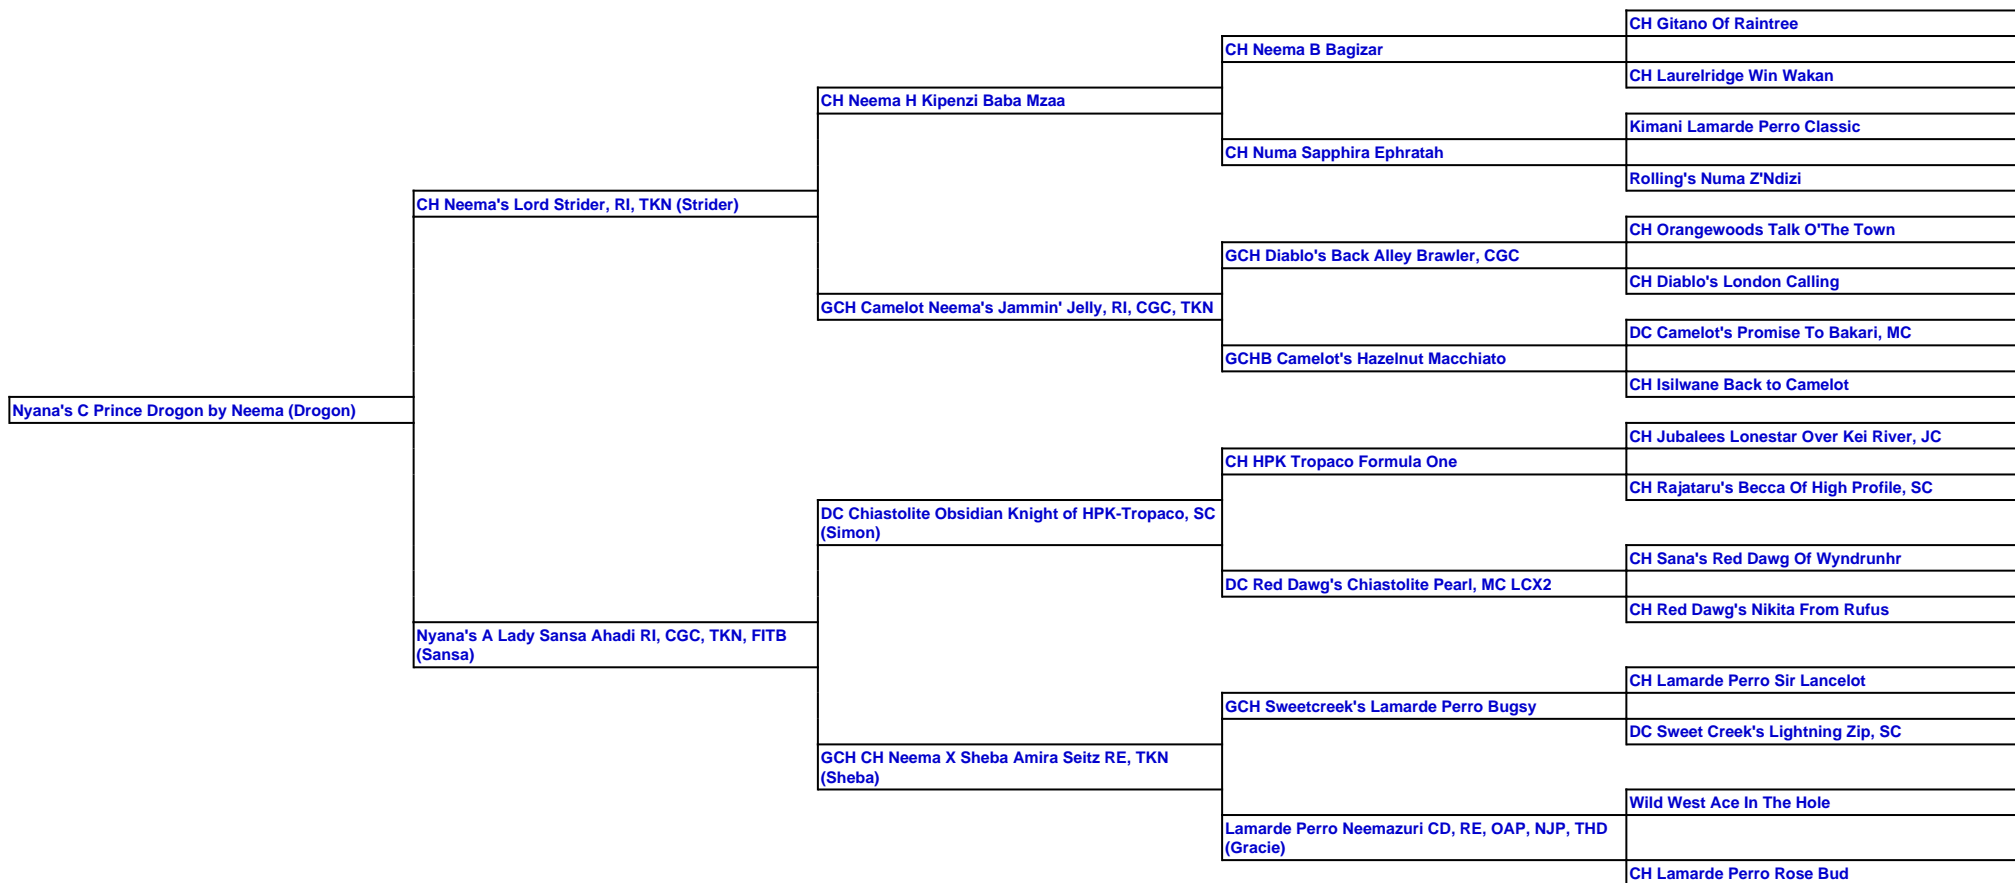 CH Gitano Of Raintree
CH Neema B Bagizar
CH Laurelridge Win Wakan
CH Neema H Kipenzi Baba Mzaa
Kimani Lamarde Perro Classic
CH Numa Sapphira Ephratah
Rolling's Numa Z'Ndizi
CH Neema's Lord Strider, RI, TKN (Strider)
CH Orangewoods Talk O'The Town
GCH Diablo's Back Alley Brawler, CGC
CH Diablo's London Calling
GCH Camelot Neema's Jammin' Jelly, RI, CGC, TKN
DC Camelot's Promise To Bakari, MC
GCHB Camelot's Hazelnut Macchiato
CH Isilwane Back to Camelot
Nyana's C Prince Drogon by Neema (Drogon)
CH Jubalees Lonestar Over Kei River, JC
CH HPK Tropaco Formula One
CH Rajataru's Becca Of High Profile, SC
DC Chiastolite Obsidian Knight of HPK-Tropaco, SC
(Simon)
CH Sana's Red Dawg Of Wyndrunhr
DC Red Dawg's Chiastolite Pearl, MC LCX2
CH Red Dawg's Nikita From Rufus
Nyana's A Lady Sansa Ahadi RI, CGC, TKN, FITB
(Sansa)
CH Lamarde Perro Sir Lancelot
GCH Sweetcreek's Lamarde Perro Bugsy
DC Sweet Creek's Lightning Zip, SC
GCH CH Neema X Sheba Amira Seitz RE, TKN
(Sheba)
Wild West Ace In The Hole
Lamarde Perro Neemazuri CD, RE, OAP, NJP, THD
(Gracie)
CH Lamarde Perro Rose Bud